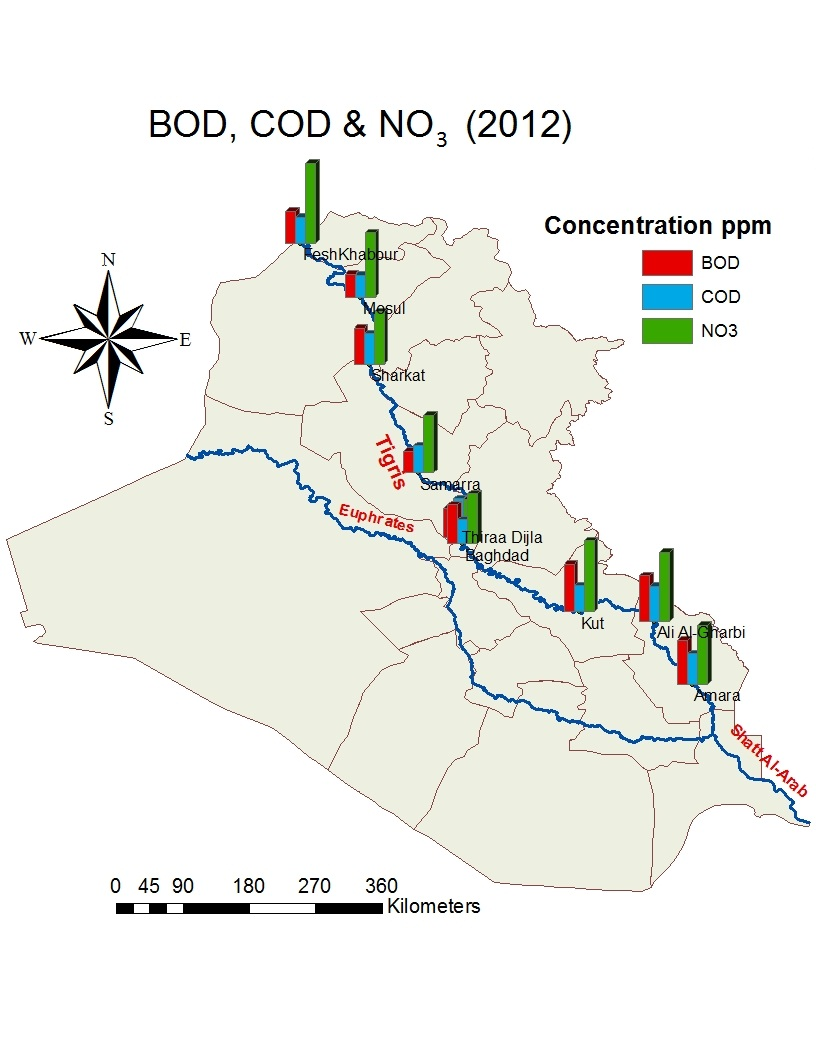 BOD, COD & NO3 (2012)
Concentration ppm
BOD
COD
NO3
N
W
E
S
FeshKhabour
Mosul
Sharkat
Tigris
Samarra
Euphrates
Thiraa Dijla
Baghdad
Kut
Ali Al-Gharbi
Amara
Shatt Al-Arab
0 45 90 180 270 360
Kilometers